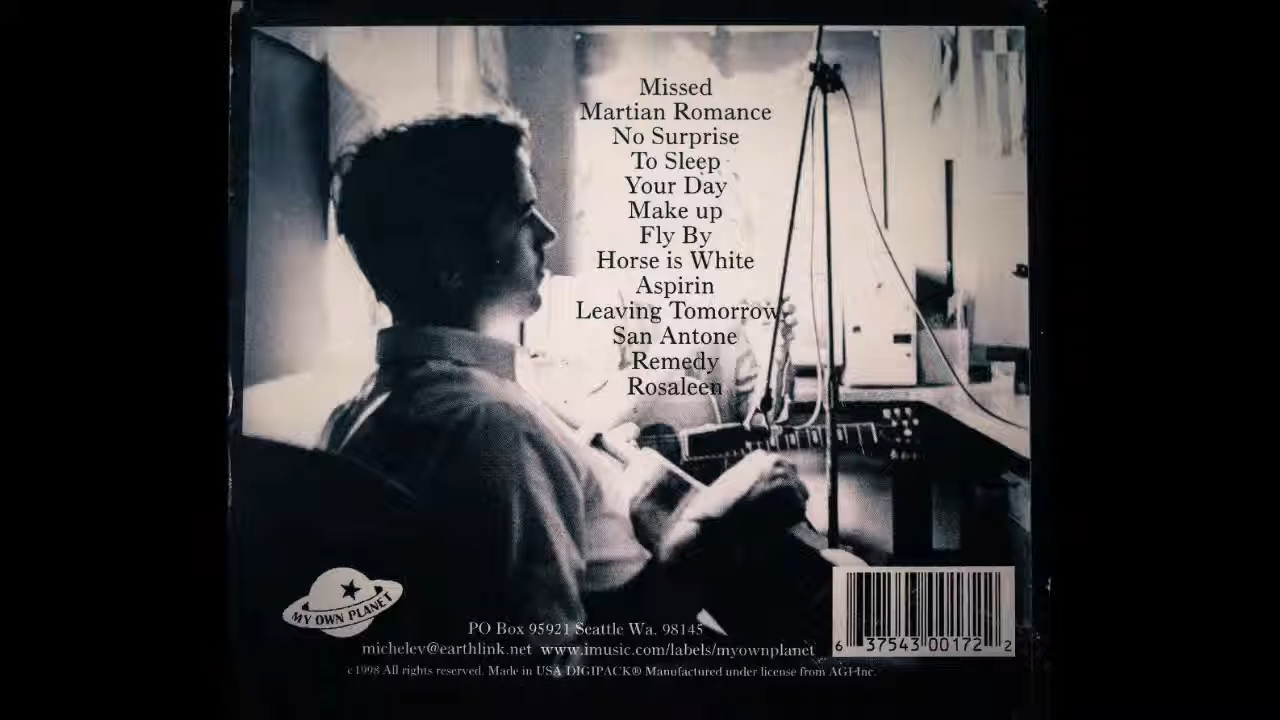 Missed
Martian Romance
No Surprise
To Sleep
Your Day
Make up
Fly By
Horse is White
Aspirin
Leaving Tomorrow
San Antone
Remedy
Rosaleen
MY OWN PLANET
PO Box 95921 Seattle Wa. 98145
michelev@earthlink.net www.imusic.com/labels/myownplanet
c1998 All rights reserved. Made in USA DIGIPACK® Manufactured under license from AGI-Inc.
6 37543 00172 2